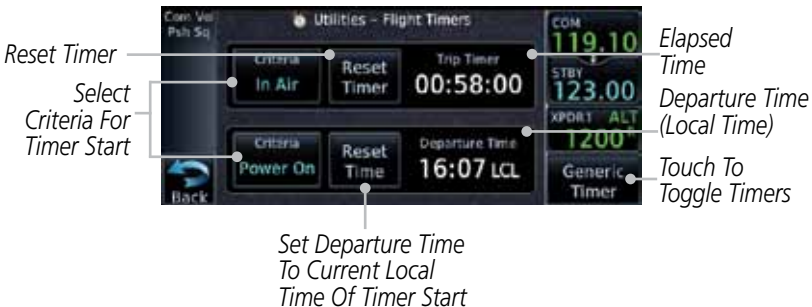 Com Vol
Psh Sq
Utilities – Flight Timers
COM
119.10
STBY
123.00
XPDR1 ALT
1200
Criteria
In Air
Reset
Timer
Trip Timer
00:58:00
Criteria
Power On
Reset
Time
Departure Time
16:07 LCL
Generic
Timer
Back
Reset Timer
Select
Criteria For
Timer Start
Elapsed
Time
Departure Time
(Local Time)
Touch To
Toggle Timers
Set Departure Time
To Current Local
Time Of Timer Start